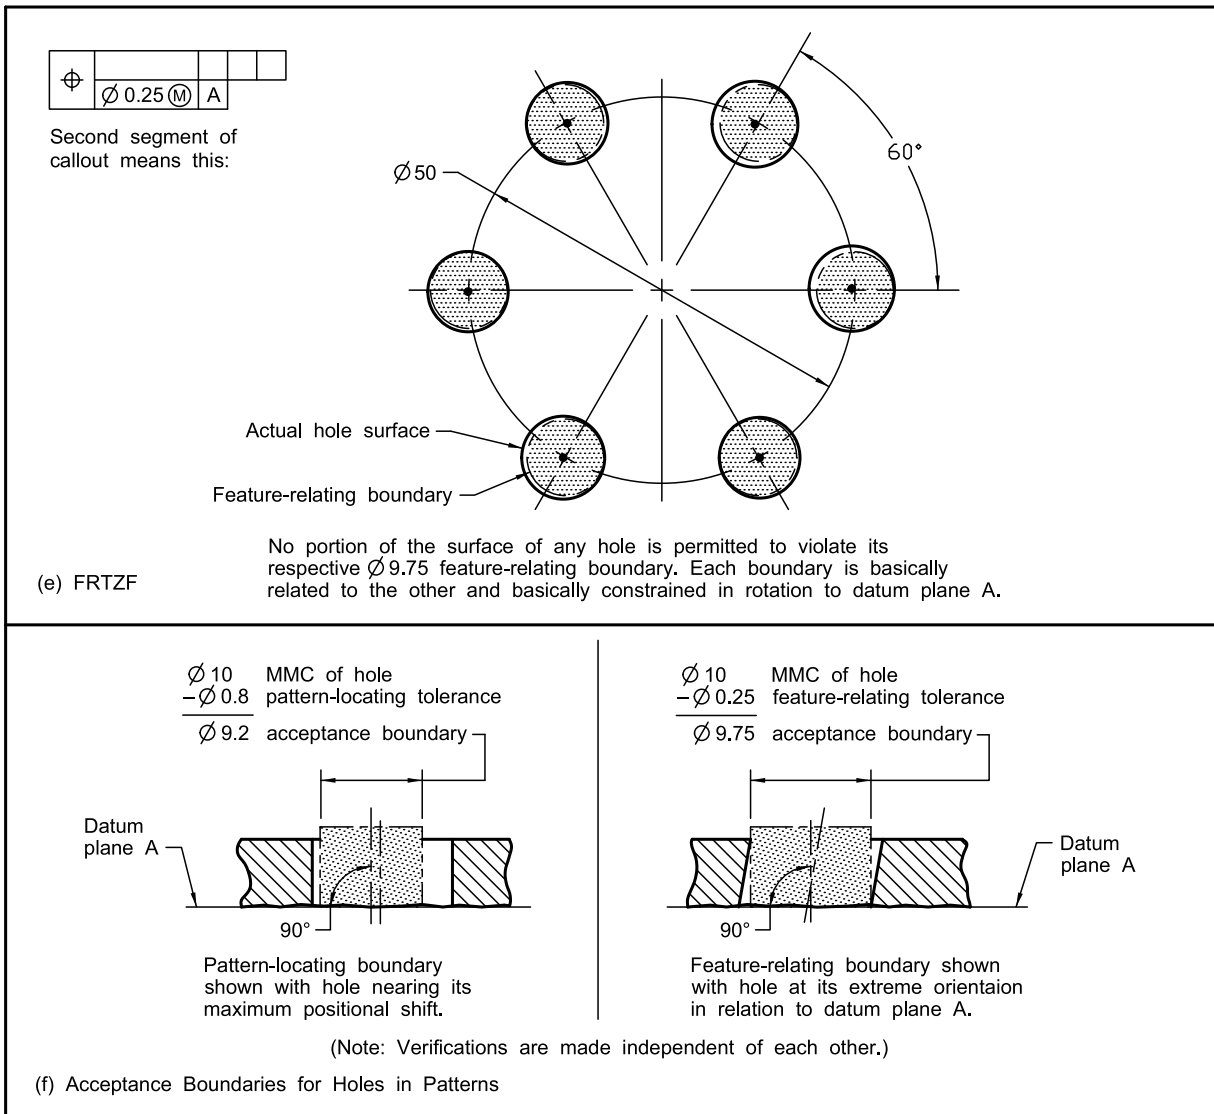 ⌀ 0.25 Ⓜ A
Second segment of
callout means this:
⌀ 50
60°
Actual hole surface
Feature-relating boundary
No portion of the surface of any hole is permitted to violate its
respective ⌀ 9.75 feature-relating boundary. Each boundary is basically
related to the other and basically constrained in rotation to datum plane A.
(e) FRTZF
⌀ 10 MMC of hole
–⌀ 0.8 pattern-locating tolerance
⌀ 9.2 acceptance boundary
Datum
plane A
90°
Pattern-locating boundary
shown with hole nearing its
maximum positional shift.
⌀ 10 MMC of hole
–⌀ 0.25 feature-relating tolerance
⌀ 9.75 acceptance boundary
Datum
plane A
90°
Feature-relating boundary shown
with hole at its extreme orientaion
in relation to datum plane A.
(Note: Verifications are made independent of each other.)
(f) Acceptance Boundaries for Holes in Patterns